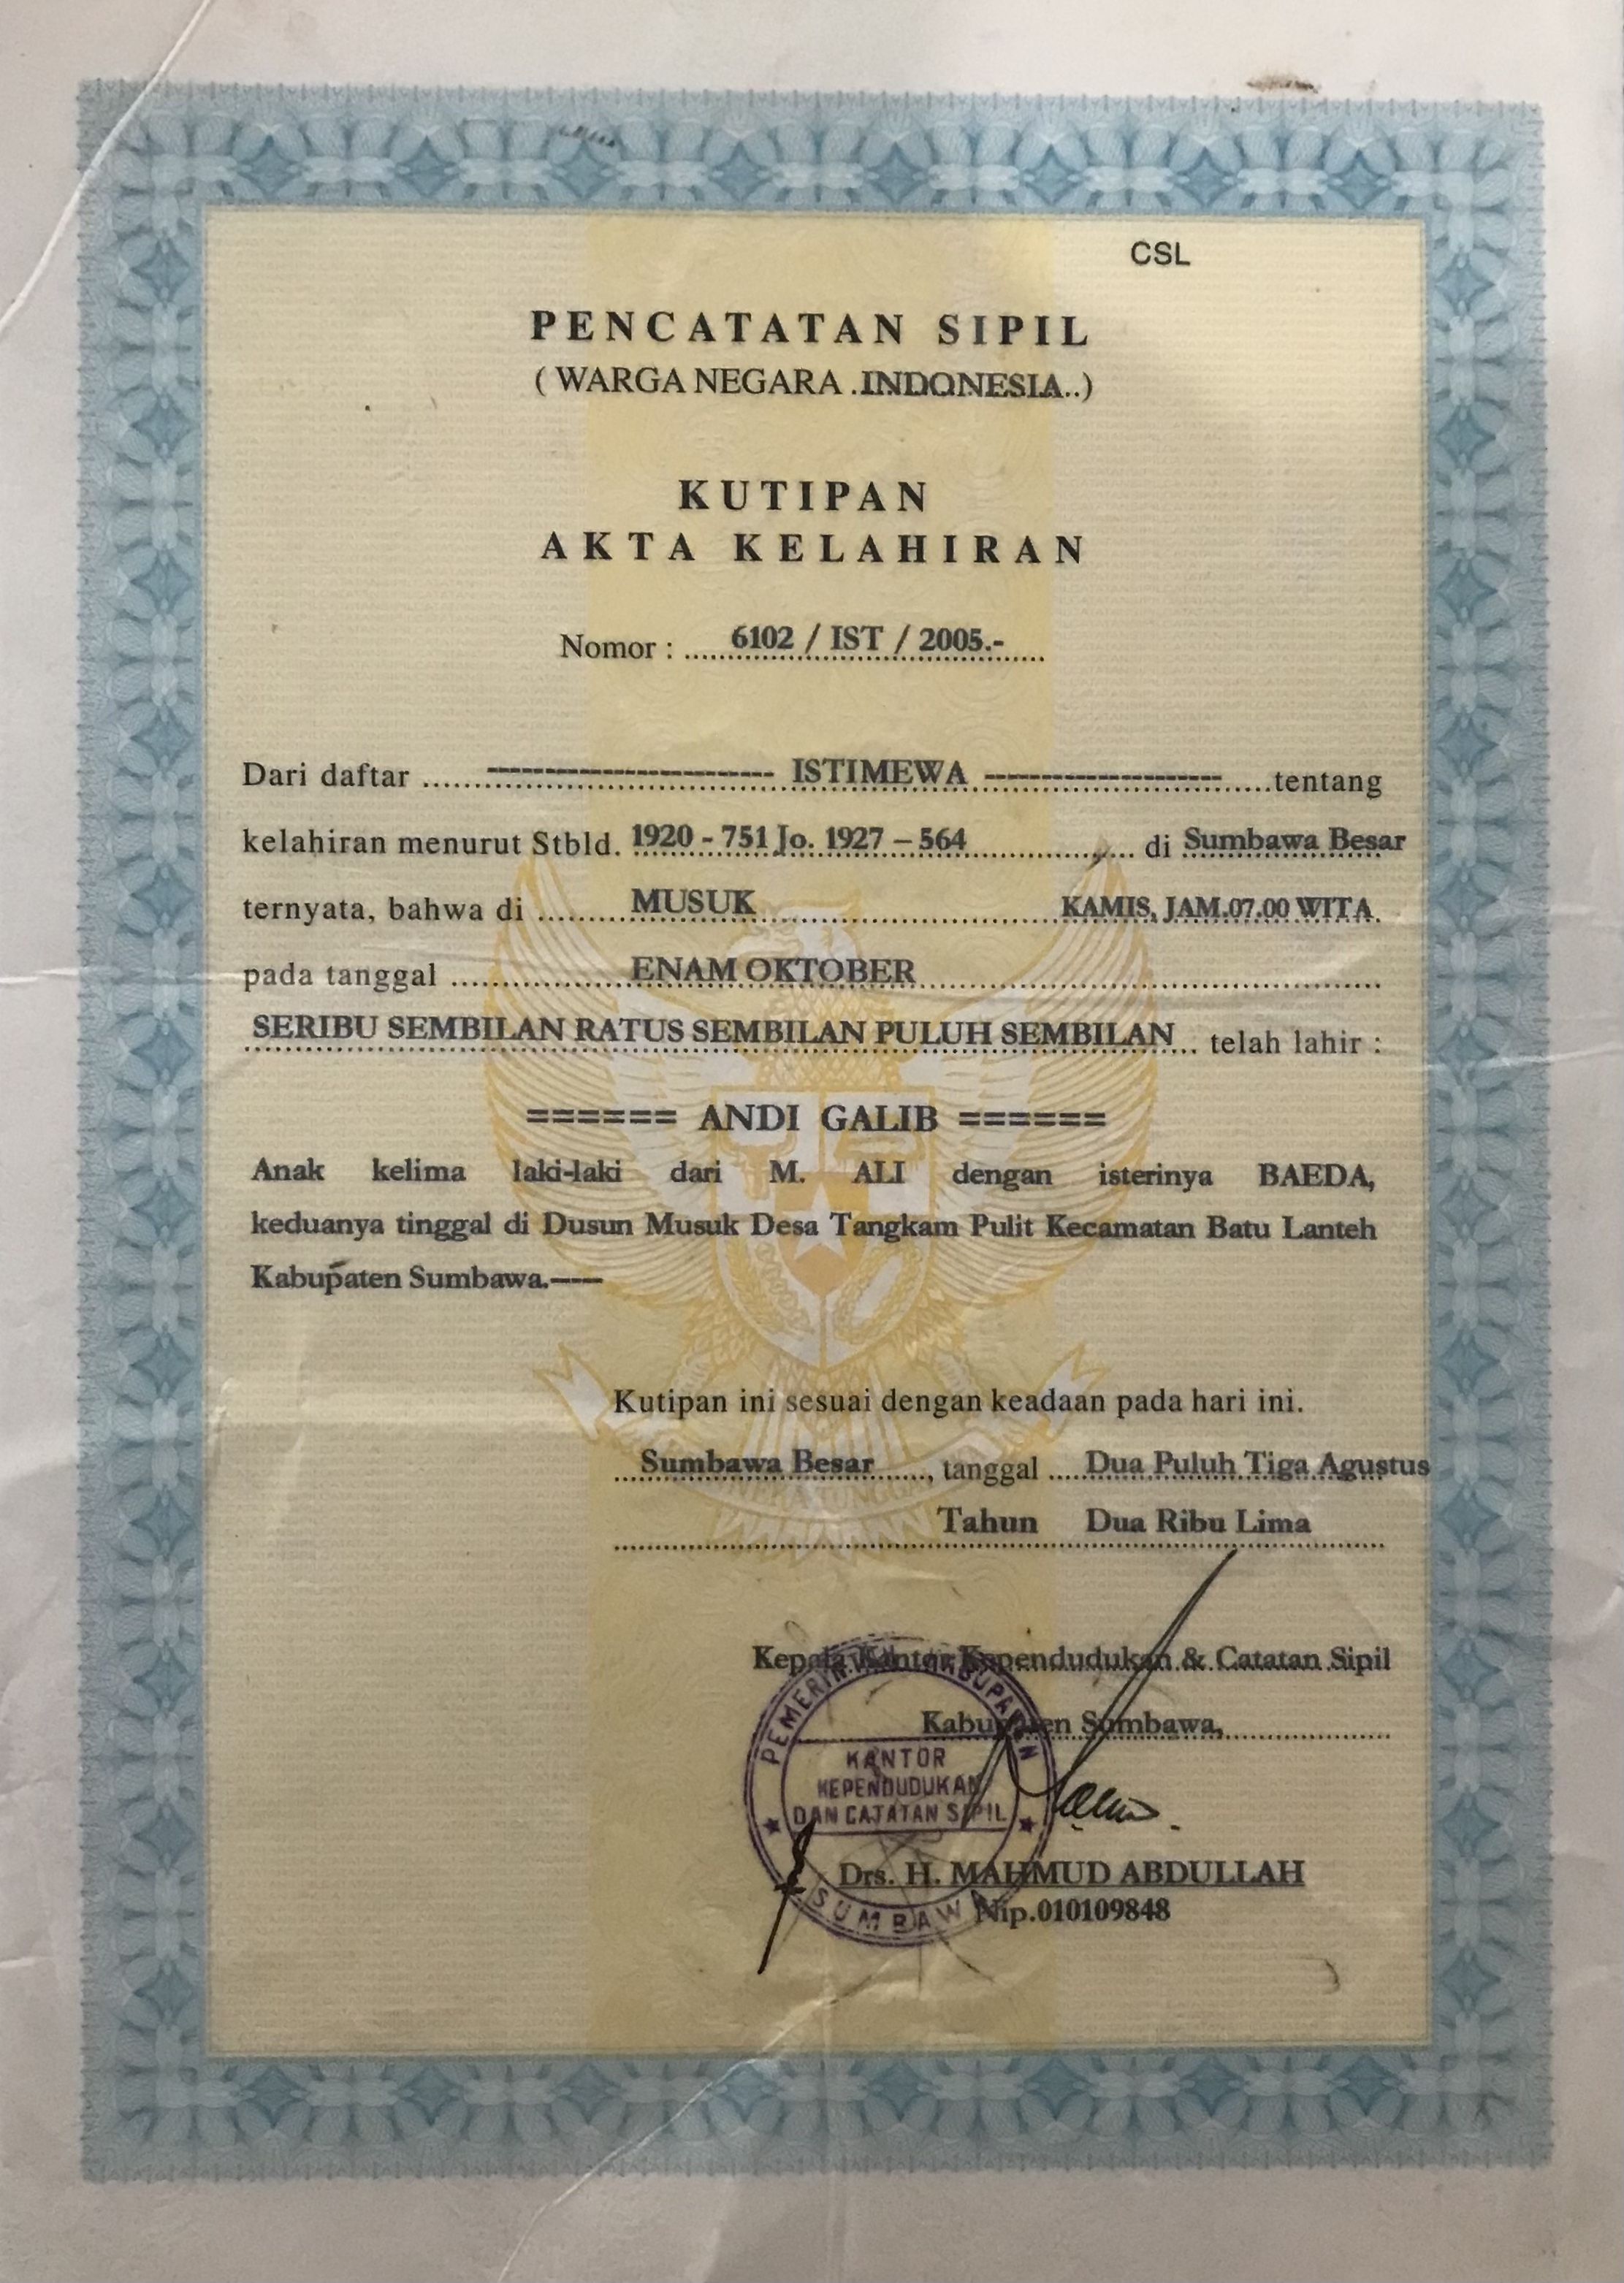 CSL
PENCATATAN SIPIL
( WARGA NEGARA .INDONESIA..)
KUTIPAN
AKTA KELAHIRAN
Nomor : ...... 6102 / IST / 2005.- ......
Dari daftar ...... ------------------------- ISTIMEWA --------------------- ...... tentang
kelahiran menurut Stbld. 1920 - 751 Jo. 1927 – 564 ...... di Sumbawa Besar
ternyata, bahwa di ...... MUSUK ...... KAMIS, JAM.07.00 WITA.
pada tanggal ...... ENAM OKTOBER ......
SERIBU SEMBILAN RATUS SEMBILAN PULUH SEMBILAN... telah lahir :
====== ANDI GALIB ======
Anak kelima laki-laki dari M. ALI dengan isterinya BAEDA,
keduanya tinggal di Dusun Musuk Desa Tangkam Pulit Kecamatan Batu Lanteh
Kabupaten Sumbawa.-----
Kutipan ini sesuai dengan keadaan pada hari ini.
...Sumbawa Besar......, tanggal ....Dua Puluh Tiga Agustus
Tahun Dua Ribu Lima
Kepala Kantor Kependudukan & Catatan Sipil
Kabupaten Sumbawa,
PEMERINTAH KABUPATEN
KANTOR
KEPENDUDUKAN
DAN CATATAN SIPIL
SUMBAWA
Drs. H. MAHMUD ABDULLAH
Nip.010109848